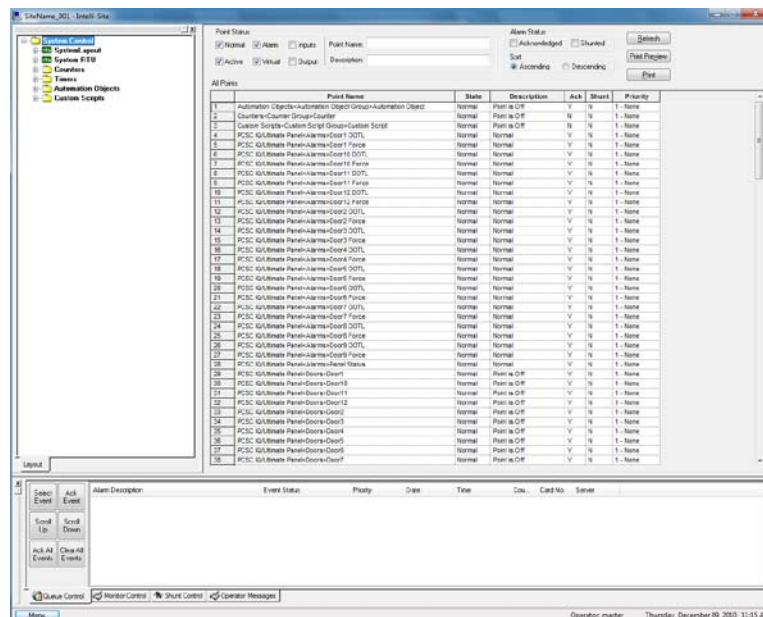 SiteName_301 - Intelli-Site
System Control
System Layout
System RTU
Counters
Timers
Automation Objects
Custom Scripts
Layout
Point Status
Normal Alarm Inputs Point Name:
Active Virtual Output Description:
Alarm Status
Acknowledged Shunted
Sort
Ascending Descending
Refresh
Print Preview
Print
All Points
Point Name State Description Ack Shunt Priority
1 Automation Objects>Automation Object Group>Automation Object Normal Point is Off Y N 1 - None
2 Counters>Counter Group>Counter Normal Point is Off N N 1 - None
3 Custom Scripts>Custom Script Group>Custom Script Normal Point is Off N N 1 - None
4 PCSC IQ/Ultimate Panel>Alarms>Door1 DOTL Normal Normal Y N 1 - None
5 PCSC IQ/Ultimate Panel>Alarms>Door1 Force Normal Normal Y N 1 - None
6 PCSC IQ/Ultimate Panel>Alarms>Door10 DOTL Normal Normal Y N 1 - None
7 PCSC IQ/Ultimate Panel>Alarms>Door10 Force Normal Normal Y N 1 - None
8 PCSC IQ/Ultimate Panel>Alarms>Door11 DOTL Normal Normal Y N 1 - None
9 PCSC IQ/Ultimate Panel>Alarms>Door11 Force Normal Normal Y N 1 - None
10 PCSC IQ/Ultimate Panel>Alarms>Door12 DOTL Normal Normal Y N 1 - None
11 PCSC IQ/Ultimate Panel>Alarms>Door12 Force Normal Normal Y N 1 - None
12 PCSC IQ/Ultimate Panel>Alarms>Door2 DOTL Normal Normal Y N 1 - None
13 PCSC IQ/Ultimate Panel>Alarms>Door2 Force Normal Normal Y N 1 - None
14 PCSC IQ/Ultimate Panel>Alarms>Door3 DOTL Normal Normal Y N 1 - None
15 PCSC IQ/Ultimate Panel>Alarms>Door3 Force Normal Normal Y N 1 - None
16 PCSC IQ/Ultimate Panel>Alarms>Door4 DOTL Normal Normal Y N 1 - None
17 PCSC IQ/Ultimate Panel>Alarms>Door4 Force Normal Normal Y N 1 - None
18 PCSC IQ/Ultimate Panel>Alarms>Door5 DOTL Normal Normal Y N 1 - None
19 PCSC IQ/Ultimate Panel>Alarms>Door5 Force Normal Normal Y N 1 - None
20 PCSC IQ/Ultimate Panel>Alarms>Door6 DOTL Normal Normal Y N 1 - None
21 PCSC IQ/Ultimate Panel>Alarms>Door6 Force Normal Normal Y N 1 - None
22 PCSC IQ/Ultimate Panel>Alarms>Door7 DOTL Normal Normal Y N 1 - None
23 PCSC IQ/Ultimate Panel>Alarms>Door7 Force Normal Normal Y N 1 - None
24 PCSC IQ/Ultimate Panel>Alarms>Door8 DOTL Normal Normal Y N 1 - None
25 PCSC IQ/Ultimate Panel>Alarms>Door8 Force Normal Normal Y N 1 - None
26 PCSC IQ/Ultimate Panel>Alarms>Door9 DOTL Normal Normal Y N 1 - None
27 PCSC IQ/Ultimate Panel>Alarms>Door9 Force Normal Normal Y N 1 - None
28 PCSC IQ/Ultimate Panel>Alarms>Panel Status Normal Normal Y N 1 - None
29 PCSC IQ/Ultimate Panel>Doors>Door1 Normal Point is Off Y N 1 - None
30 PCSC IQ/Ultimate Panel>Doors>Door10 Normal Point is Off Y N 1 - None
31 PCSC IQ/Ultimate Panel>Doors>Door11 Normal Point is Off Y N 1 - None
32 PCSC IQ/Ultimate Panel>Doors>Door12 Normal Point is Off Y N 1 - None
33 PCSC IQ/Ultimate Panel>Doors>Door2 Normal Point is Off Y N 1 - None
34 PCSC IQ/Ultimate Panel>Doors>Door3 Normal Point is Off Y N 1 - None
35 PCSC IQ/Ultimate Panel>Doors>Door4 Normal Point is Off Y N 1 - None
36 PCSC IQ/Ultimate Panel>Doors>Door5 Normal Point is Off Y N 1 - None
37 PCSC IQ/Ultimate Panel>Doors>Door6 Normal Point is Off Y N 1 - None
38 PCSC IQ/Ultimate Panel>Doors>Door7 Normal Point is Off Y N 1 - None
Select Event Ack Event
Scroll Up Scroll Down
Ack All Events Clear All Events
Alarm Description Event Status Priority Date Time Cou... Card No. Server
Queue Control Monitor Control Shunt Control Operator Messages
Menu Operator: master Thursday, December 09, 2010 11:15 A